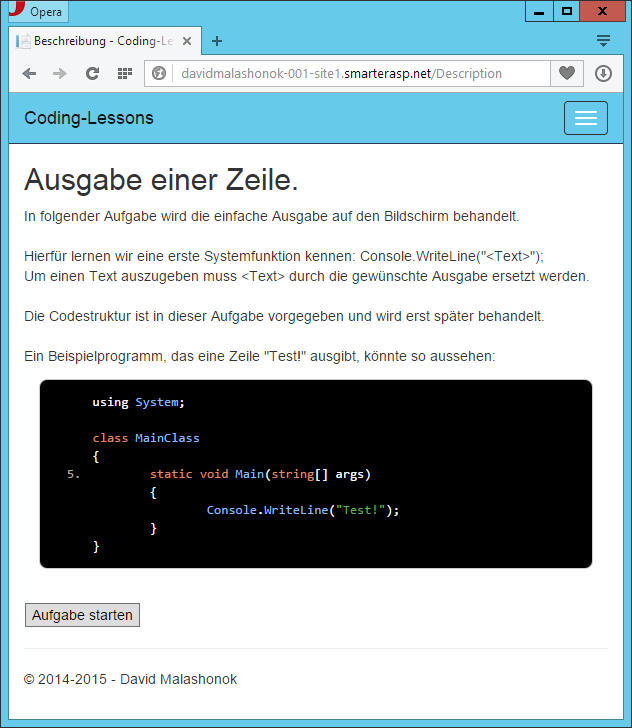 Opera
Beschreibung - Coding-Le
davidmalashonok-001-site1.smarterasp.net/Description
Coding-Lessons
Ausgabe einer Zeile.
In folgender Aufgabe wird die einfache Ausgabe auf den Bildschirm behandelt.
Hierfür lernen wir eine erste Systemfunktion kennen: Console.WriteLine("<Text>");
Um einen Text auszugeben muss <Text> durch die gewünschte Ausgabe ersetzt werden.
Die Codestruktur ist in dieser Aufgabe vorgegeben und wird erst später behandelt.
Ein Beispielprogramm, das eine Zeile "Test!" ausgibt, könnte so aussehen:
using System;
class MainClass
{
5. static void Main(string[] args)
{
Console.WriteLine("Test!");
}
}
Aufgabe starten
© 2014-2015 - David Malashonok